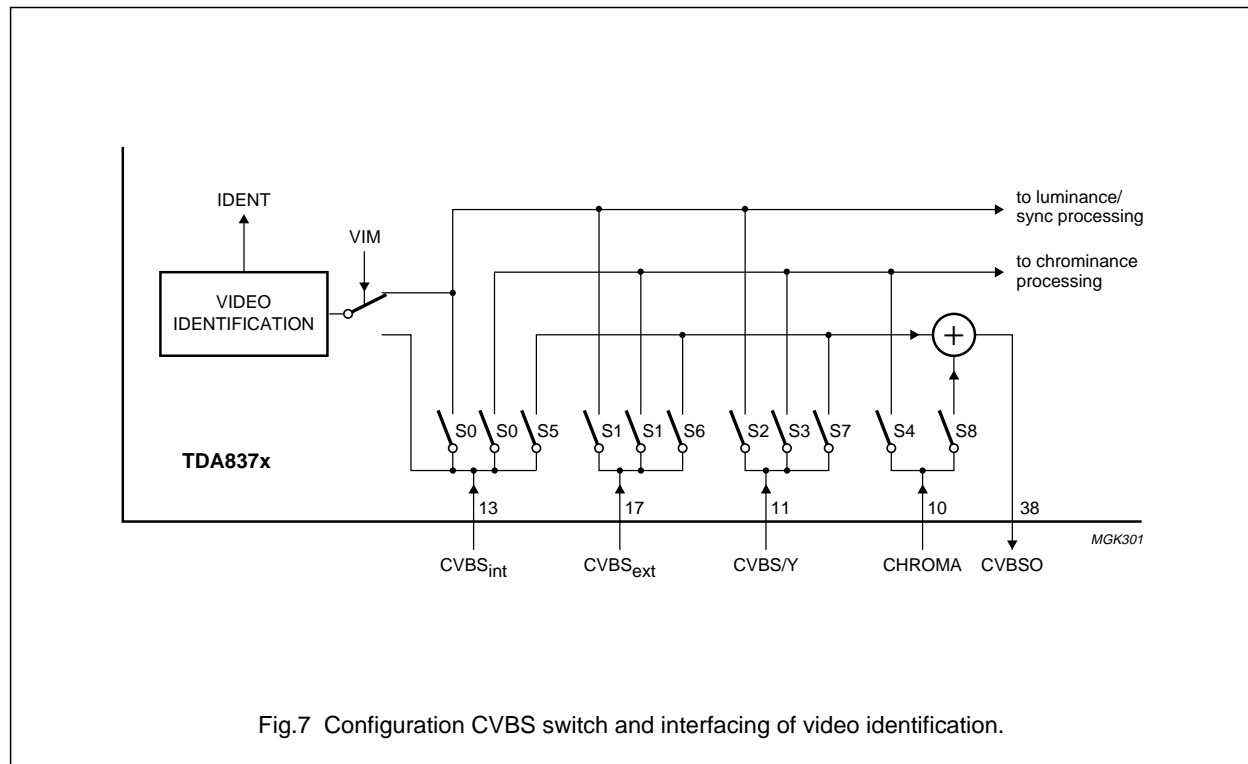 IDENT
to luminance/
sync processing
VIM
to chrominance
processing
VIDEO
IDENTIFICATION
+
S0 S0 S5 S1 S1 S6 S2 S3 S7 S4 S8
TDA837x
13 17 11 10 38
MGK301
CVBSint CVBSext CVBS/Y CHROMA CVBSO
Fig.7 Configuration CVBS switch and interfacing of video identification.